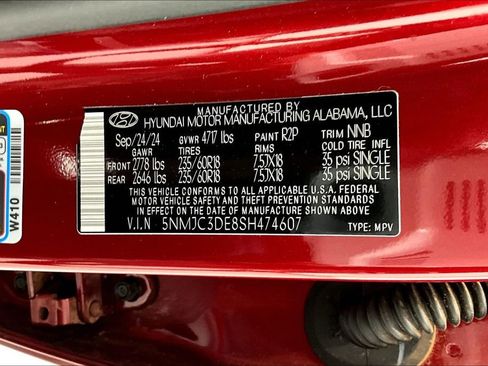 MANUFACTURED BY
HYUNDAI MOTOR MANUFACTURING ALABAMA, LLC
Sep/24/24 GVWR 4717 lbs PAINT R2P TRIM NNB
GAWR TIRES RIMS COLD PRESSURE
FRONT 2778 lbs 235/60R18 7.5JX18 35 psi SINGLE
REAR 2646 lbs 235/60R18 7.5JX18 35 psi SINGLE
THIS VEHICLE CONFORMS TO ALL APPLICABLE U.S.A. FEDERAL
MOTOR VEHICLE SAFETY, BUMPER, AND THEFT PREVENTION
STANDARDS IN EFFECT ON THE DATE OF MANUFACTURE SHOWN ABOVE.
V.I.N 5NMJC3DE8SH474607 TYPE: MPV
W410